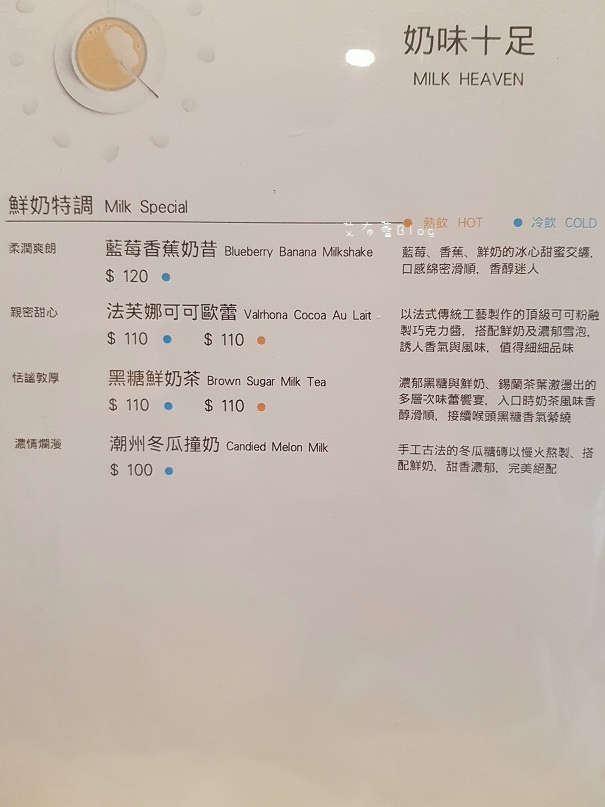 奶味十足
MILK HEAVEN
鮮奶特調 Milk Special
熱飲 HOT 冷飲 COLD
艾布蕾Blog
柔潤爽朗 藍莓香蕉奶昔 Blueberry Banana Milkshake 藍莓、香蕉、鮮奶的冰心甜蜜交纏,
$ 120 口感綿密滑順, 香醇迷人
親密甜心 法芙娜可可歐蕾 Valrhona Cocoa Au Lait 以法式傳統工藝製作的頂級可可粉融
$ 110 $ 110 製巧克力醬, 搭配鮮奶及濃郁雪泡,
誘人香氣與風味, 值得細細品味
恬謐敦厚 黑糖鮮奶茶 Brown Sugar Milk Tea 濃郁黑糖與鮮奶、錫蘭茶葉激盪出的
$ 110 $ 110 多層次味蕾饗宴, 入口時奶茶風味香
醇滑順, 接續喉頭黑糖香氣縈繞
濃情爛漫 潮州冬瓜撞奶 Candied Melon Milk 手工古法的冬瓜糖磚以慢火熬製、搭
$ 100 配鮮奶, 甜香濃郁, 完美絕配